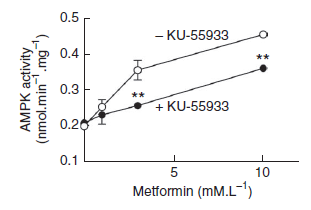 0.5
0.4
0.3
0.2
0.1
AMPK activity
(nmol.min⁻¹.mg⁻¹)
– KU-55933
**
** + KU-55933
5 10
Metformin (mM.L⁻¹)